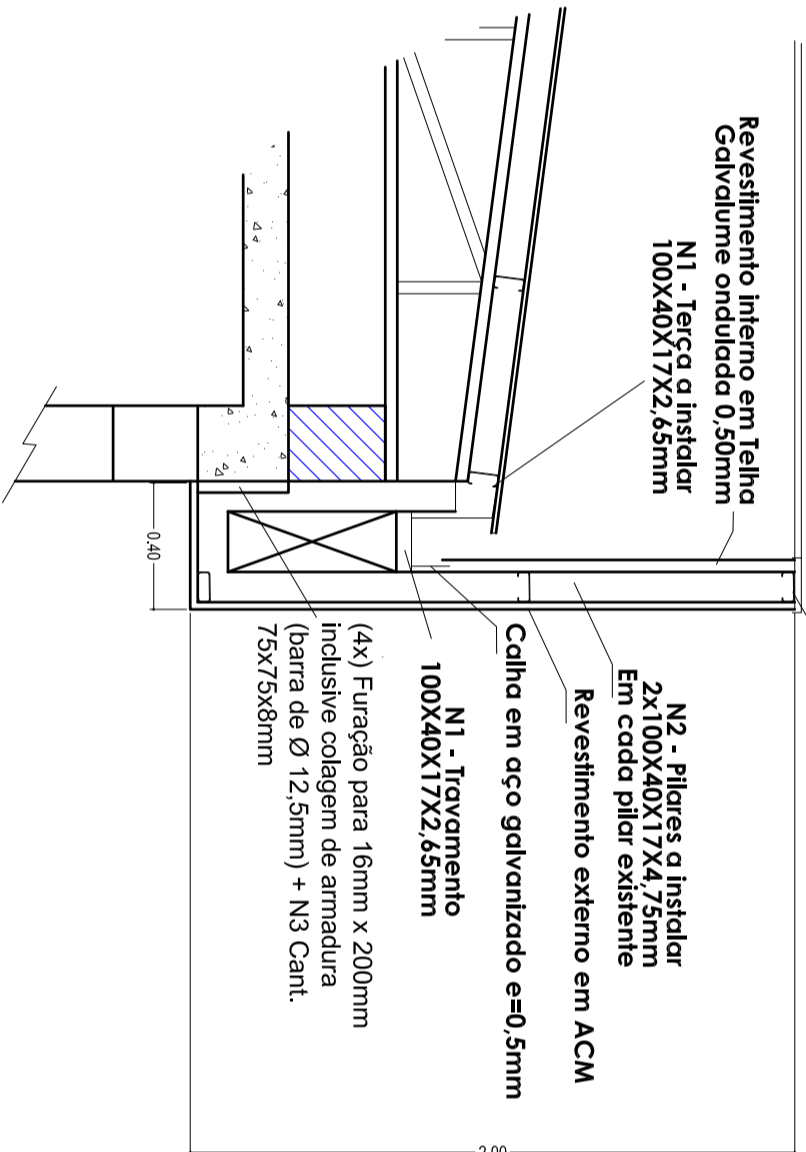 Revestimento interno em Telha
Galvalume ondulada 0,50mm
N1 - Terça a instalar
100X40X17X2,65mm
N2 - Pilares a instalar
2x100X40X17X4,75mm
Em cada pilar existente
Revestimento externo em ACM
Calha em aço galvanizado e=0,5mm
N1 - Travamento
100X40X17X2,65mm
(4x) Furação para 16mm x 200mm
inclusive colagem de armadura
(barra de Ø 12,5mm) + N3 Cant.
75x75x8mm
0.40